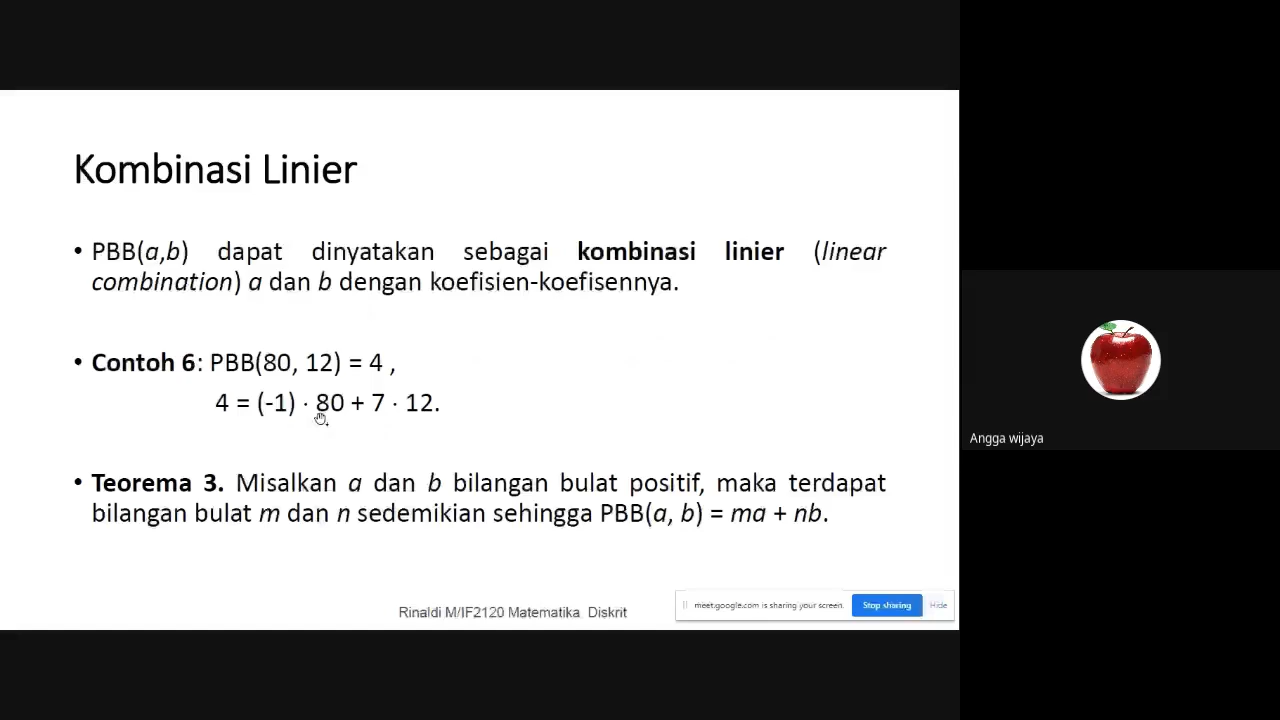 Kombinasi Linier
• PBB(a,b) dapat dinyatakan sebagai kombinasi linier (linear
combination) a dan b dengan koefisien-koefisennya.
• Contoh 6: PBB(80, 12) = 4 ,
4 = (-1) · 80 + 7 · 12.
• Teorema 3. Misalkan a dan b bilangan bulat positif, maka terdapat
bilangan bulat m dan n sedemikian sehingga PBB(a, b) = ma + nb.
Rinaldi M/IF2120 Matematika Diskrit
meet.google.com is sharing your screen. Stop sharing Hide
Angga wijaya